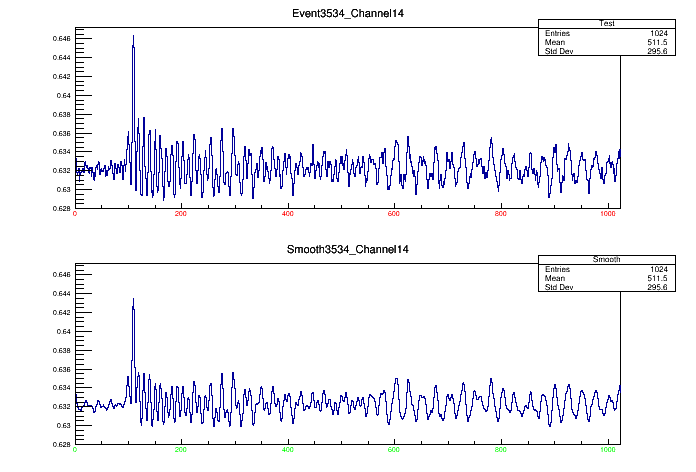 Event3534_Channel14
Test
Entries 1024
Mean 511.5
Std Dev 295.6
0.646
0.644
0.642
0.64
0.638
0.636
0.634
0.632
0.63
0.628
0 200 400 600 800 1000
Smooth3534_Channel14
Smooth
Entries 1024
Mean 511.5
Std Dev 295.6
0.646
0.644
0.642
0.64
0.638
0.636
0.634
0.632
0.63
0.628
0 200 400 600 800 1000